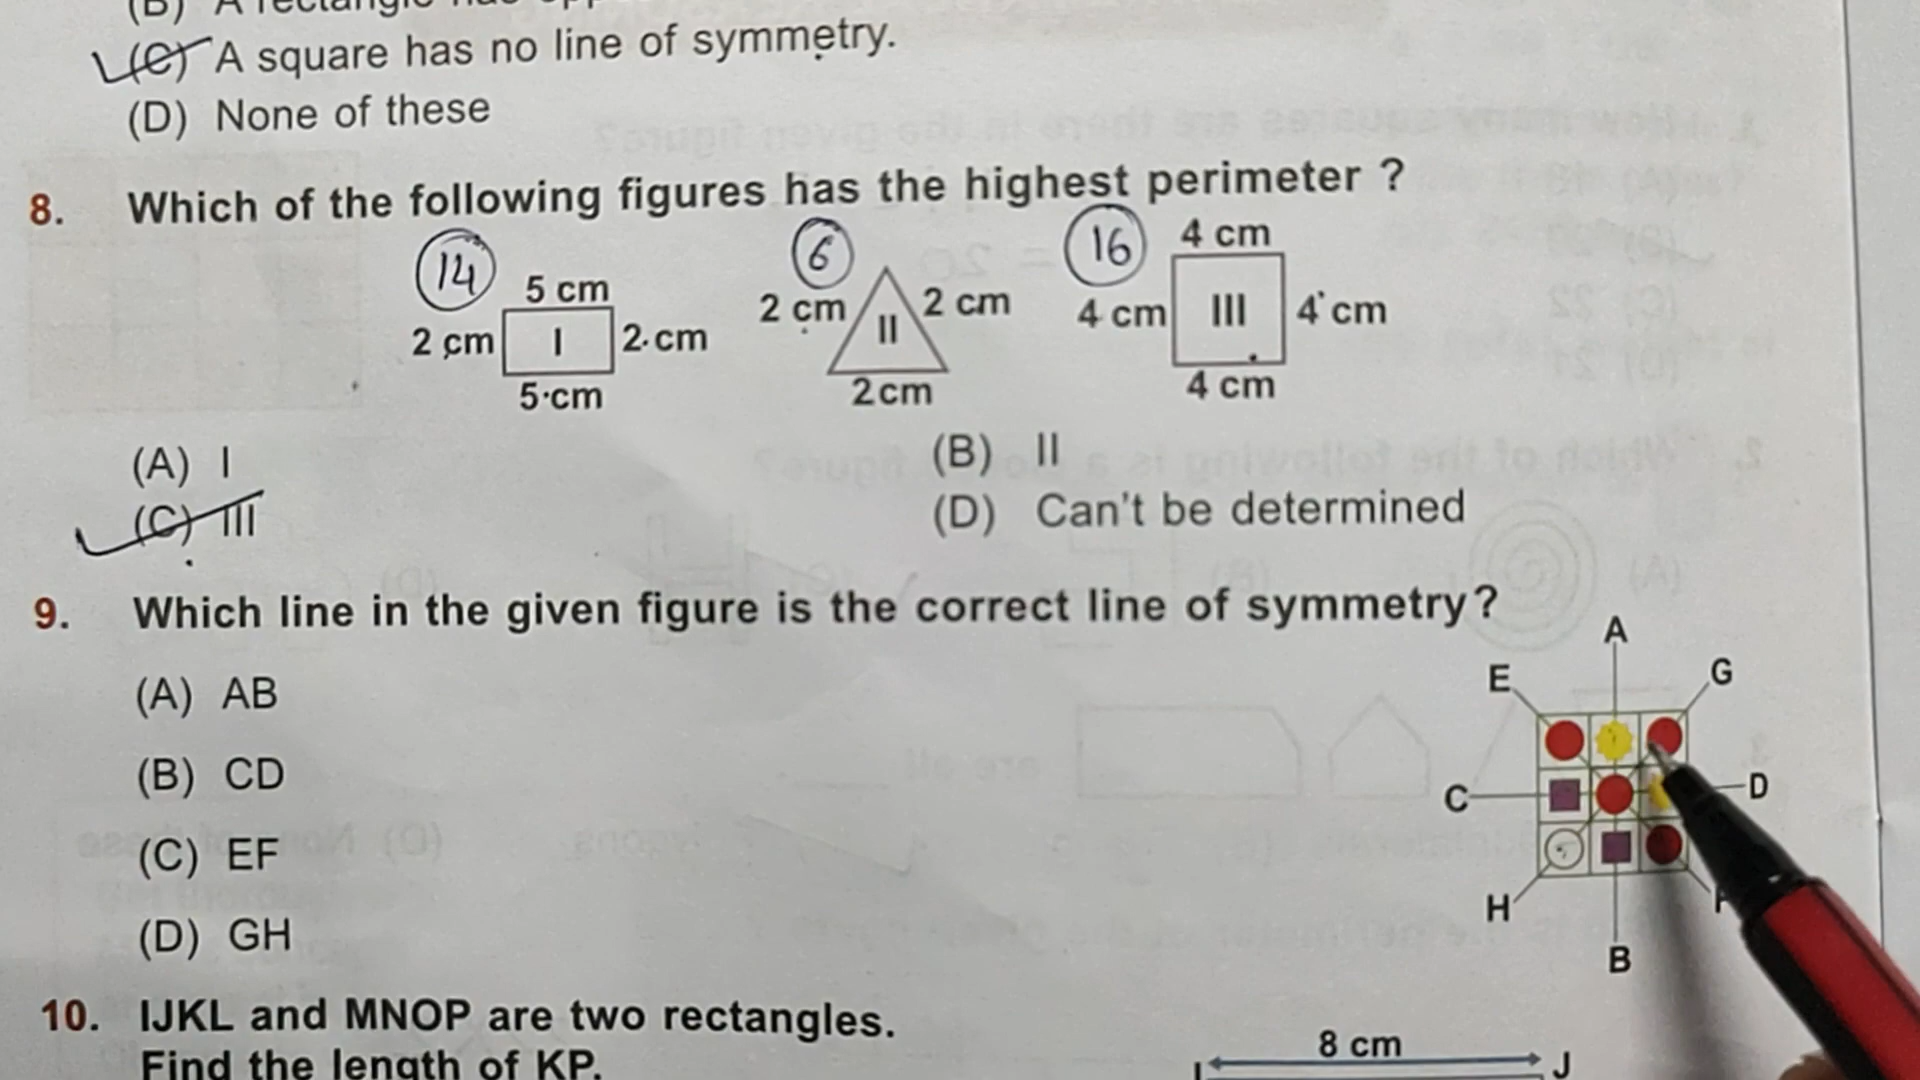 (B) A rectangle has opp
(C) A square has no line of symmetry.
(D) None of these
8. Which of the following figures has the highest perimeter ?
14 6 16 4 cm
5 cm
2 cm I 2 cm 2 cm II 2 cm 4 cm III 4 cm
5 cm 2 cm 4 cm
(A) I (B) II
(C) III (D) Can't be determined
9. Which line in the given figure is the correct line of symmetry?
A
E G
(A) AB
(B) CD
C D
(C) EF
H F
(D) GH
B
10. IJKL and MNOP are two rectangles.
Find the length of KP.
8 cm
I J